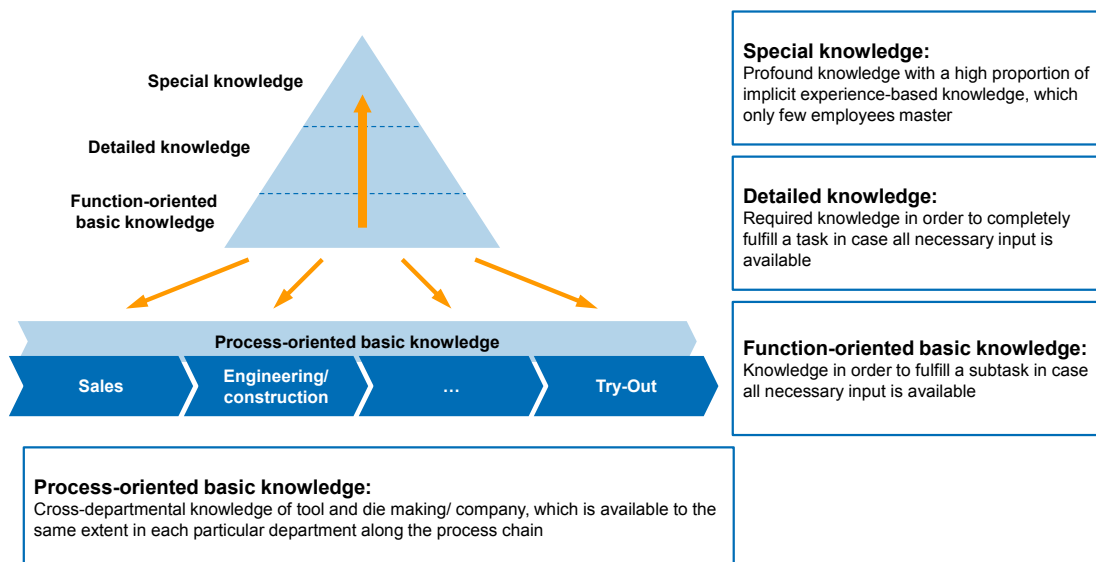 Special knowledge
Detailed knowledge
Function-oriented
basic knowledge
Process-oriented basic knowledge
Sales
Engineering/
construction
…
Try-Out
Special knowledge:
Profound knowledge with a high proportion of
implicit experience-based knowledge, which
only few employees master
Detailed knowledge:
Required knowledge in order to completely
fulfill a task in case all necessary input is
available
Function-oriented basic knowledge:
Knowledge in order to fulfill a subtask in case
all necessary input is available
Process-oriented basic knowledge:
Cross-departmental knowledge of tool and die making/ company, which is available to the
same extent in each particular department along the process chain